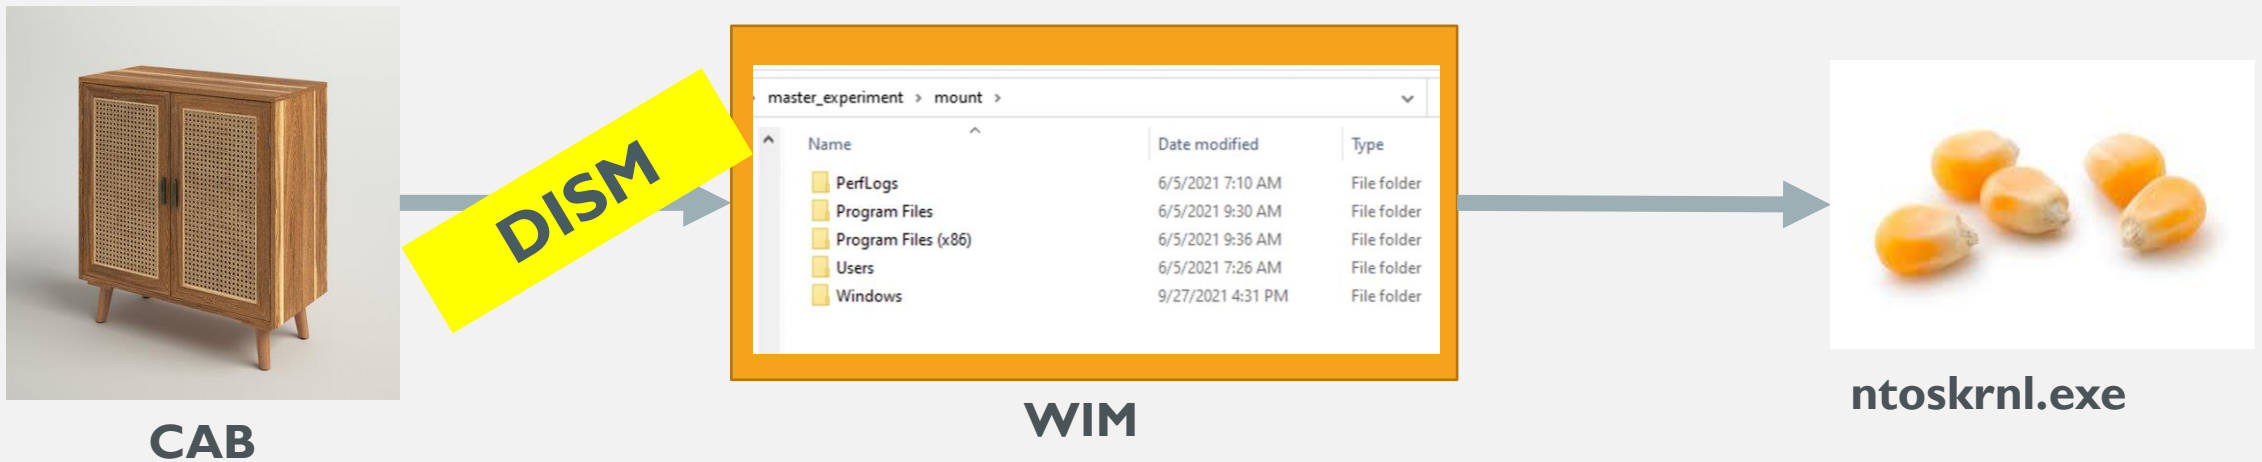 CAB
DISM
master_experiment > mount >
Name Date modified Type
PerfLogs 6/5/2021 7:10 AM File folder
Program Files 6/5/2021 9:30 AM File folder
Program Files (x86) 6/5/2021 9:36 AM File folder
Users 6/5/2021 7:26 AM File folder
Windows 9/27/2021 4:31 PM File folder
WIM
ntoskrnl.exe